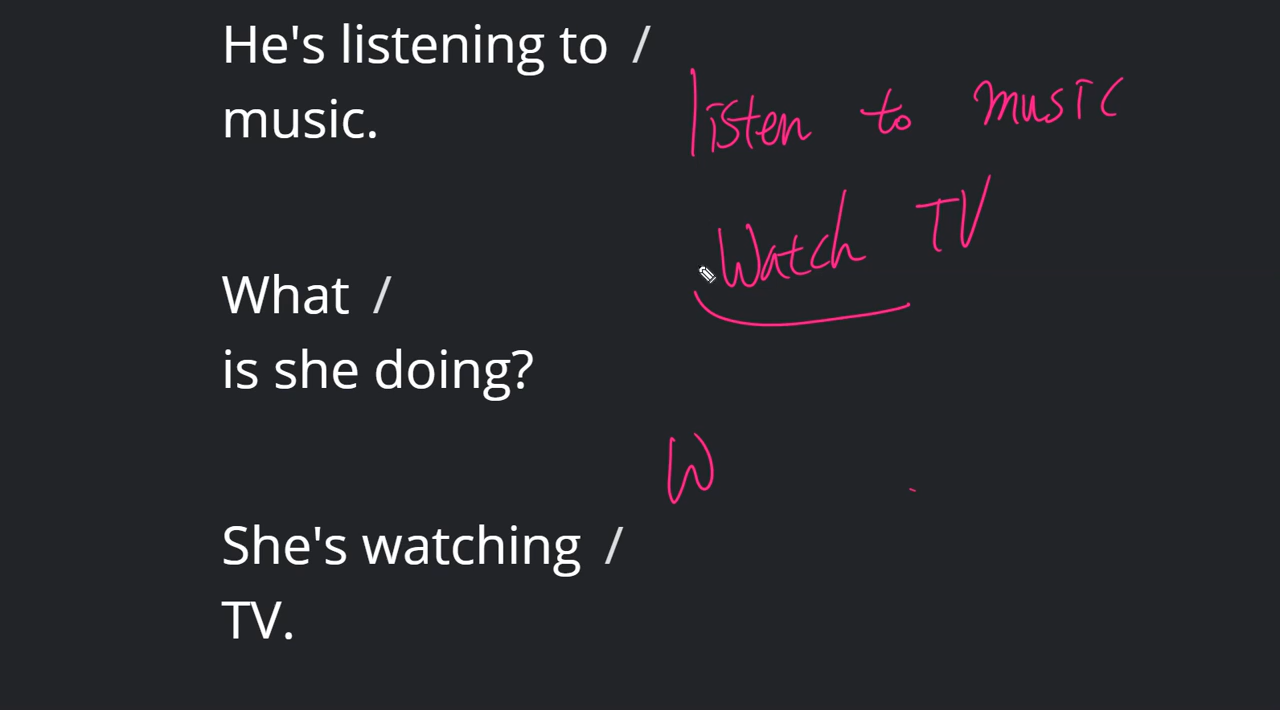 He's listening to /
music.
listen to music
Watch TV
What /
is she doing?
W
She's watching /
TV.